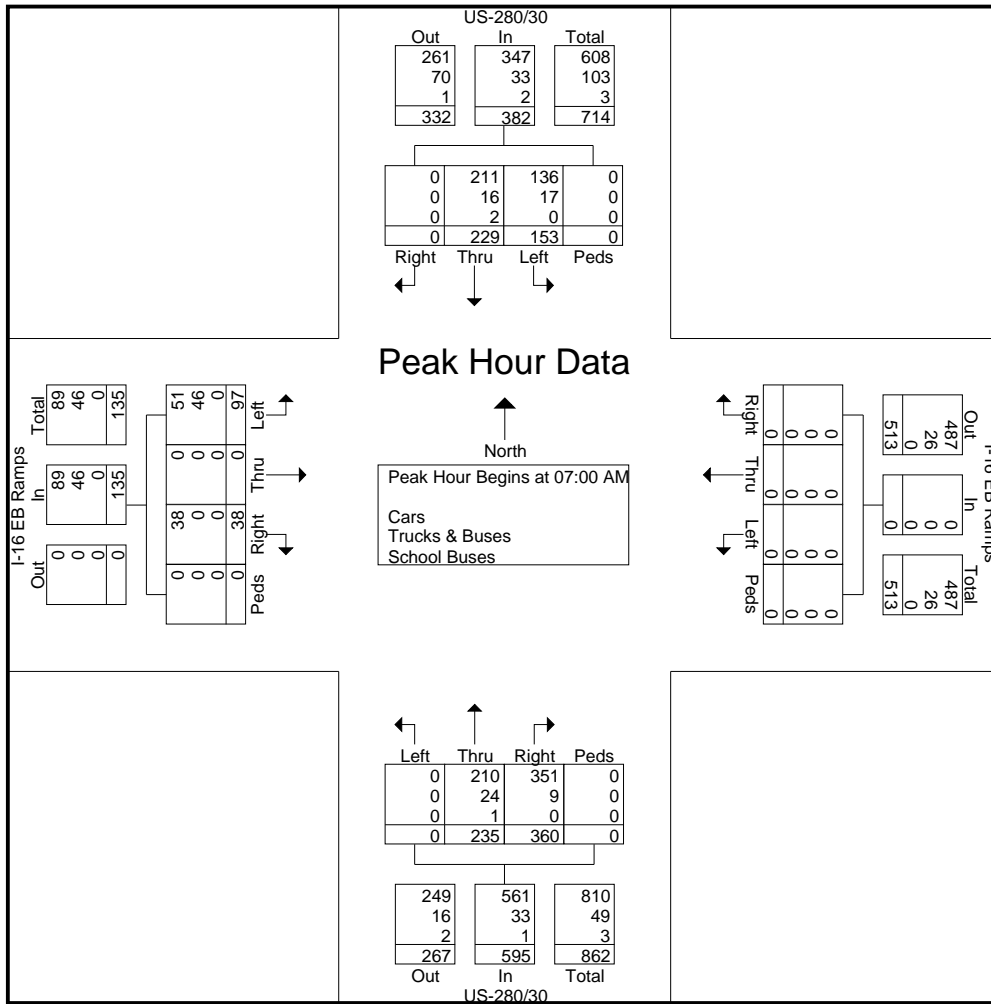 US-280/30
Out In Total
261 347 608
70 33 103
1 2 3
332 382 714
0 211 136 0
0 16 17 0
0 2 0 0
0 229 153 0
Right Thru Left Peds
Peak Hour Data
North
Peak Hour Begins at 07:00 AM
Cars
Trucks & Buses
School Buses
I-16 EB Ramps
Total In Out
89 46 0 135
89 46 0 135
0 0 0 0
51 46 0 97 Left
0 0 0 0 Thru
38 0 0 38 Right
0 0 0 0 Peds
Right 0 0 0 0
Thru 0 0 0 0
Left 0 0 0 0
Peds 0 0 0 0
I-16 EB Ramps
Out In Total
487 26 0 513
0 0 0 0
487 26 0 513
Left Thru Right Peds
0 210 351 0
0 24 9 0
0 1 0 0
0 235 360 0
249 561 810
16 33 49
2 1 3
267 595 862
Out In Total
US-280/30